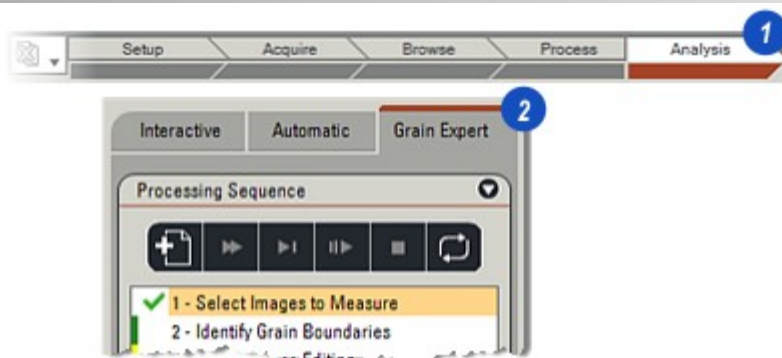 Setup Acquire Browse Process Analysis 1
2
Interactive Automatic Grain Expert
Processing Sequence
1 - Select Images to Measure
2 - Identify Grain Boundaries